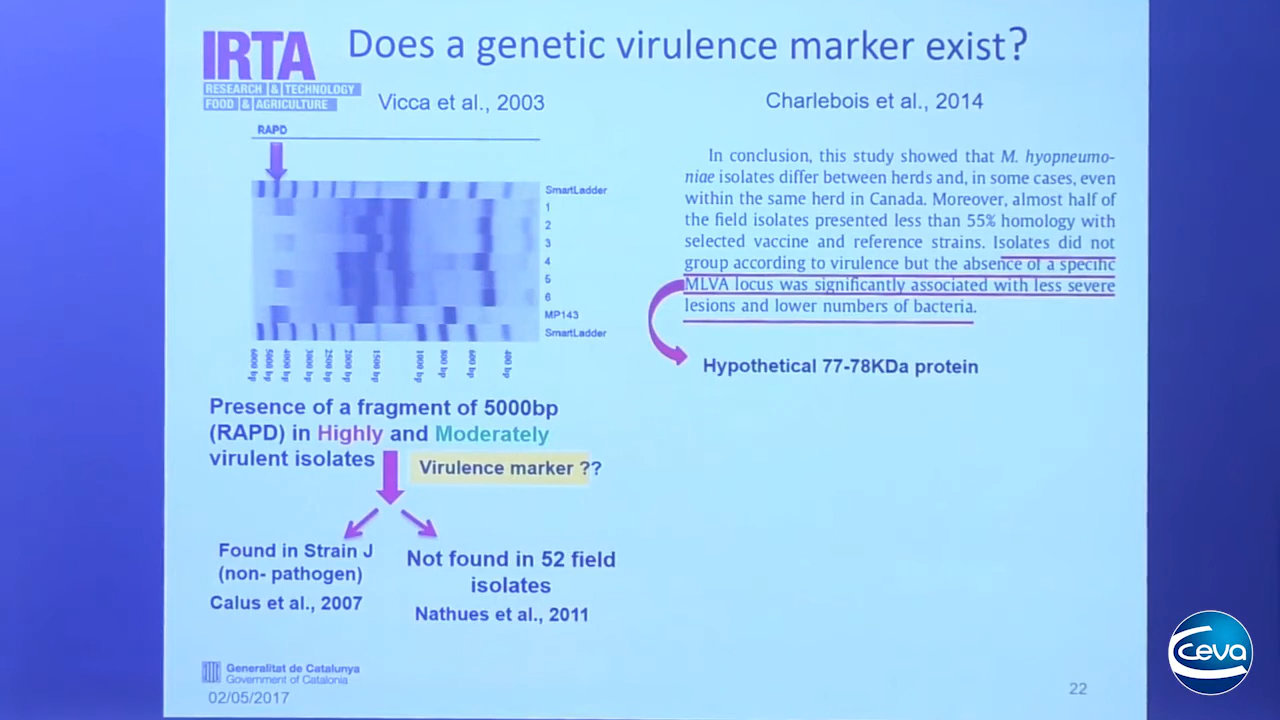 IRTA
RESEARCH & TECHNOLOGY
FOOD & AGRICULTURE
Does a genetic virulence marker exist?
Vicca et al., 2003
RAPD
SmartLadder
1
2
3
4
5
6
MP143
SmartLadder
6000 bp
5000 bp
4000 bp
3000 bp
2500 bp
2000 bp
1500 bp
1000 bp
800 bp
600 bp
400 bp
Presence of a fragment of 5000bp
(RAPD) in Highly and Moderately
virulent isolates
Virulence marker ??
Found in Strain J
(non- pathogen)
Calus et al., 2007
Not found in 52 field
isolates
Nathues et al., 2011
Charlebois et al., 2014
In conclusion, this study showed that M. hyopneumo-
niae isolates differ between herds and, in some cases, even
within the same herd in Canada. Moreover, almost half of
the field isolates presented less than 55% homology with
selected vaccine and reference strains. Isolates did not
group according to virulence but the absence of a specific
MLVA locus was significantly associated with less severe
lesions and lower numbers of bacteria.
Hypothetical 77-78KDa protein
Generalitat de Catalunya
Government of Catalonia
02/05/2017
22
Ceva